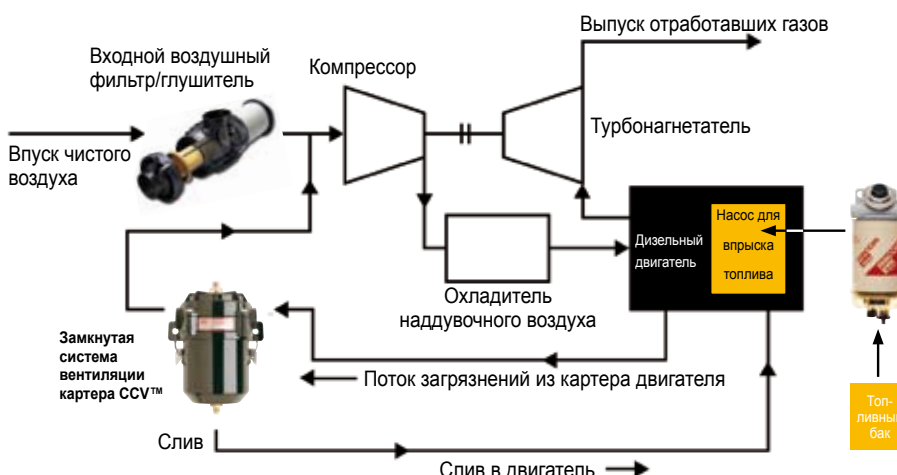 Выпуск отработавших газов
Входной воздушный
фильтр/глушитель
Компрессор
Турбонагнетатель
Впуск чистого
воздуха
Насос для
впрыска
топлива
Дизельный
двигатель
Охладитель
наддувочного воздуха
Замкнутая
система
вентиляции
картера CCV™
Поток загрязнений из картера двигателя
Топ-
ливный
бак
Слив
Слив в двигатель